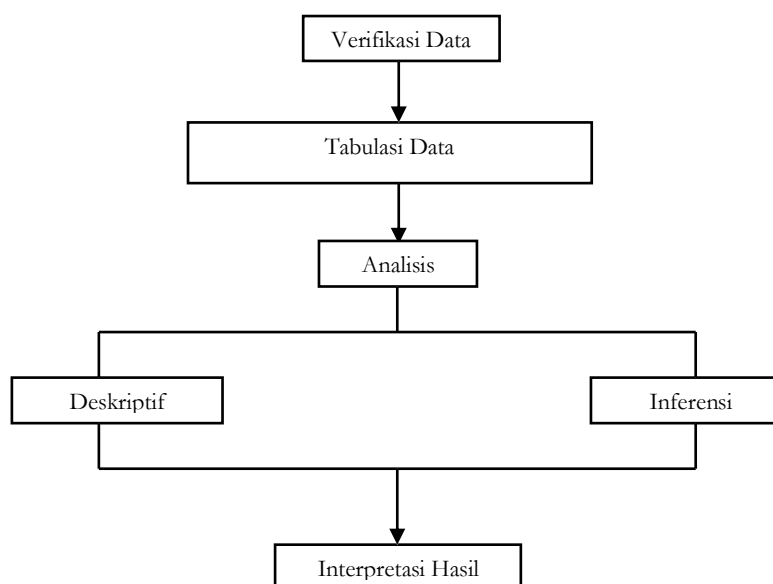 Verifikasi Data
Tabulasi Data
Analisis
Deskriptif
Inferensi
Interpretasi Hasil